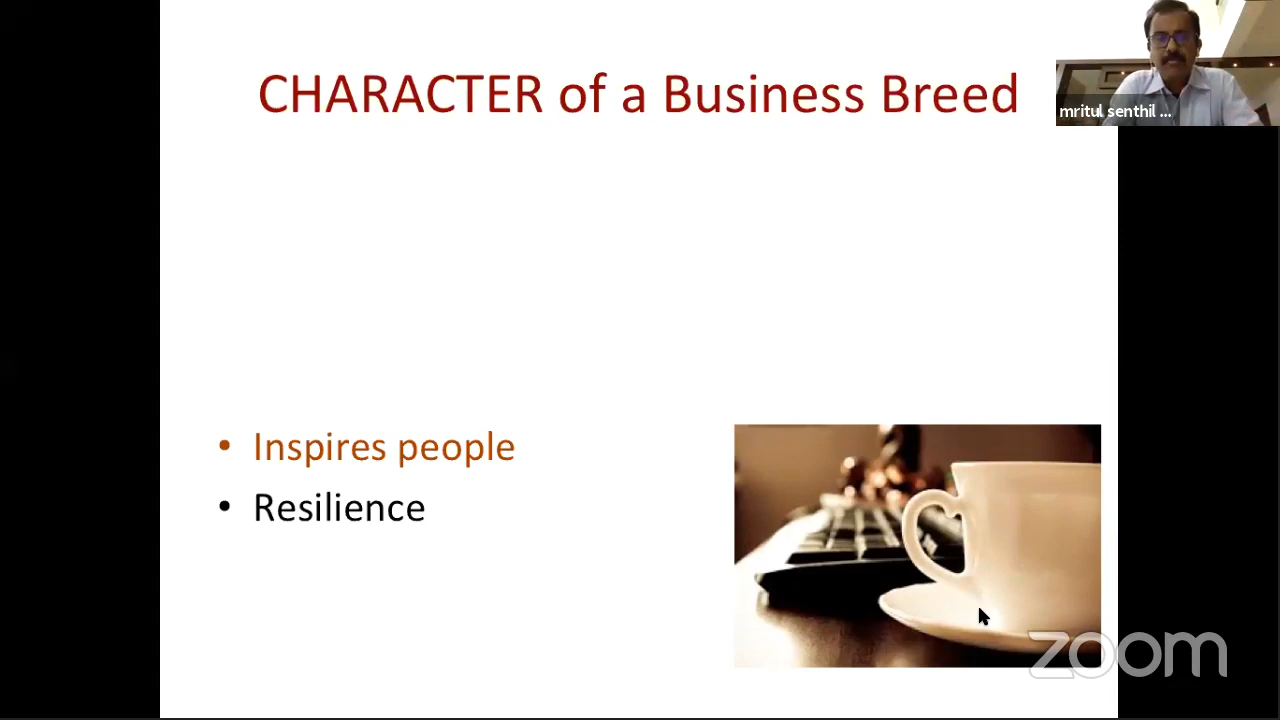 CHARACTER of a Business Breed
mritul senthil ...
• Inspires people
• Resilience
zoom